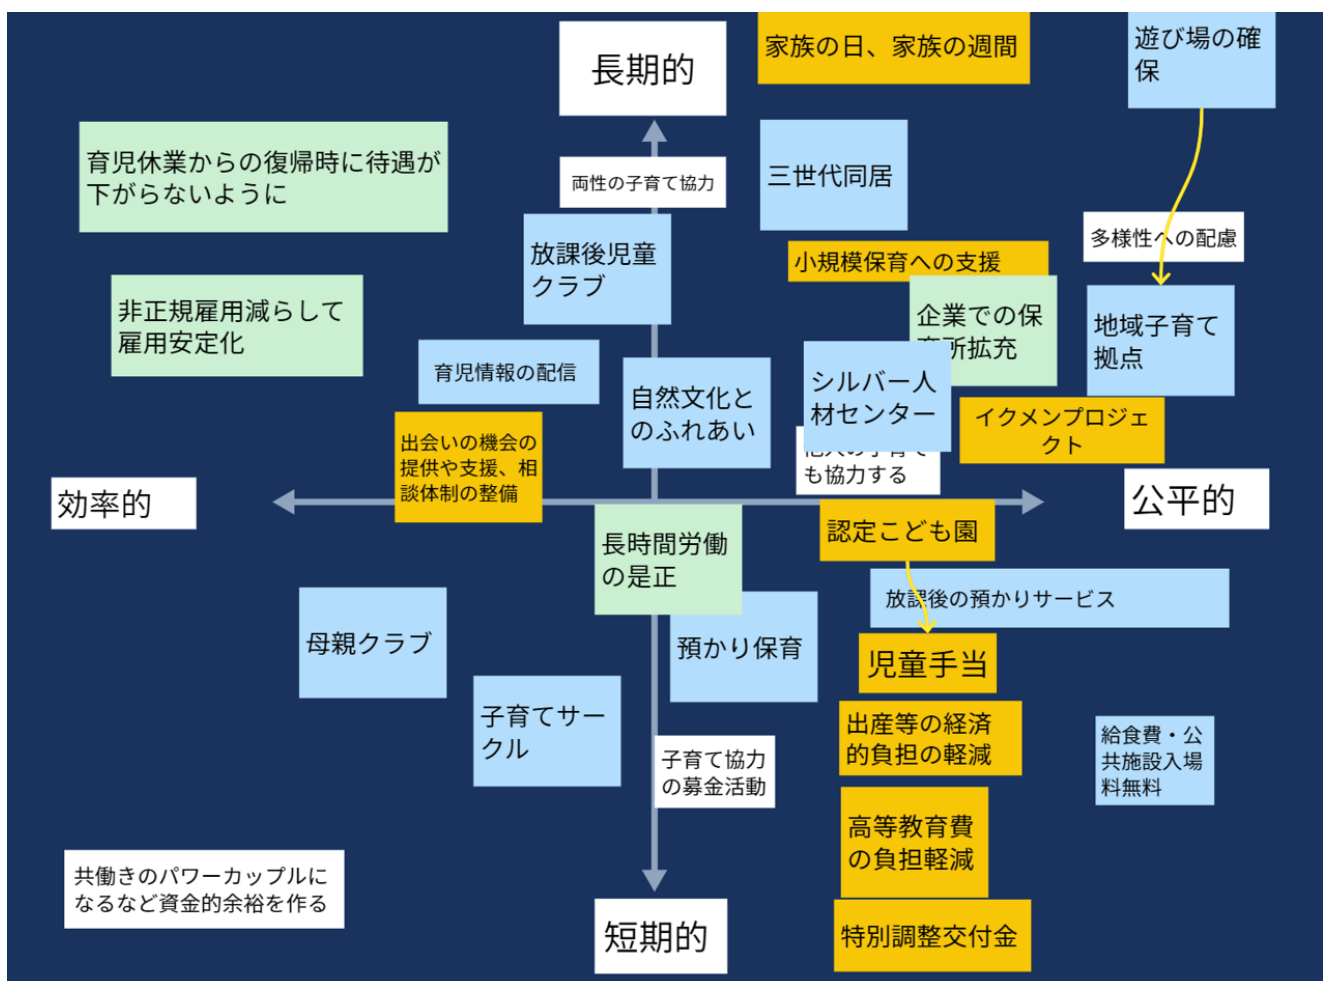 長期的
家族の日、家族の週間
遊び場の確
保
育児休業からの復帰時に待遇が
下がらないように
両性の子育て協力
三世代同居
放課後児童
クラブ
多様性への配慮
小規模保育への支援
非正規雇用減らして
雇用安定化
企業での保
所拡充
地域子育て
拠点
育児情報の配信
自然文化と
のふれあい
シルバー人
材センター
イクメンプロジェ
クト
出会いの機会の
提供や支援、相
談体制の整備
も協力する
効率的
公平的
長時間労働
の是正
認定こども園
放課後の預かりサービス
母親クラブ
預かり保育
児童手当
子育てサー
クル
出産等の経済
的負担の軽減
子育て協力
の募金活動
給食費・公
共施設入場
料無料
高等教育費
の負担軽減
共働きのパワーカップルに
なるなど資金的余裕を作る
短期的
特別調整交付金